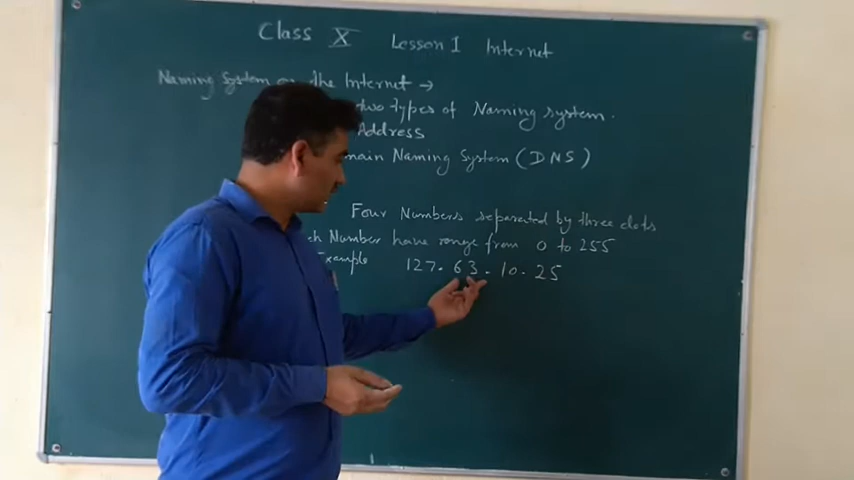 Class X Lesson I Internet
Naming System on the Internet →
two Types of Naming system.
Address
main Naming System (DNS)
Four Numbers separated by three dots
ch Number have range from 0 to 255
Example 127.63.10.25